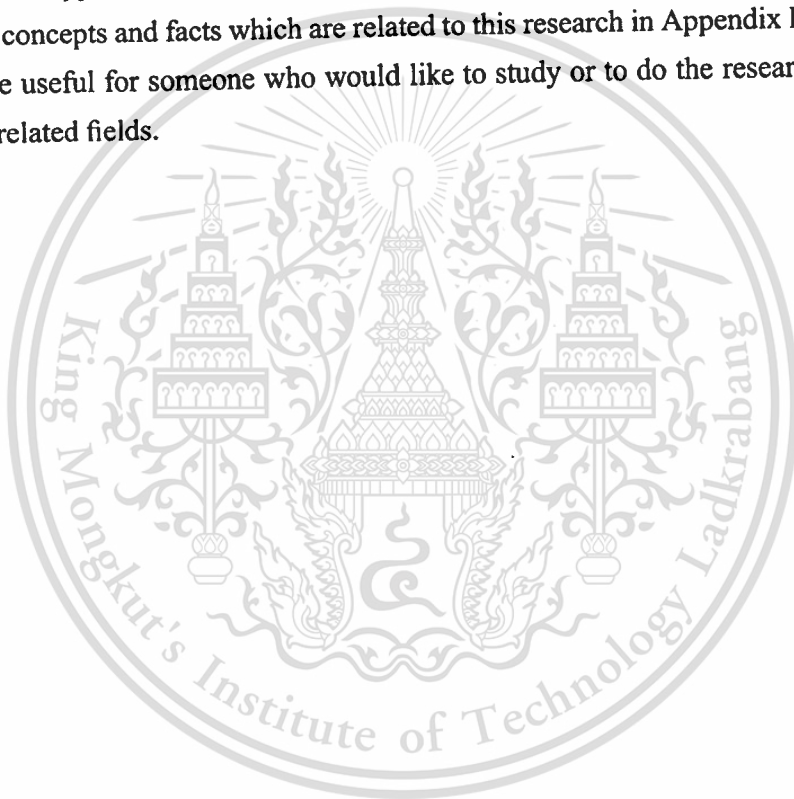 concepts and facts which are related to this research in Appendix
useful for someone who would like to study or to do the
related fields.
King Mongkut's Institute of Technology Ladkrabang